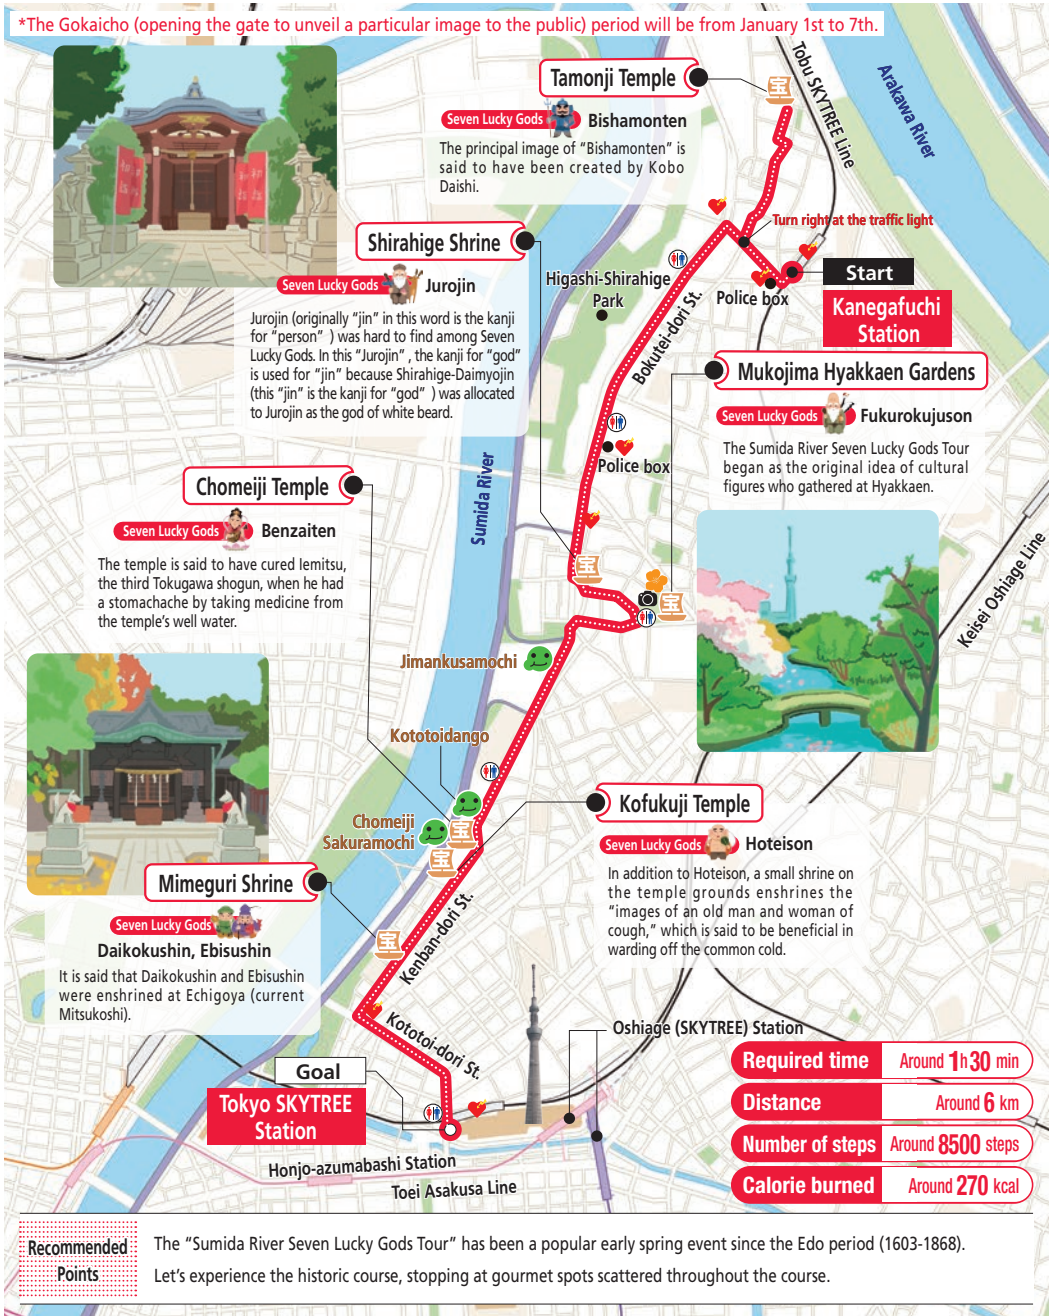 *The Gokaicho (opening the gate to unveil a particular image to the public) period will be from January 1st to 7th.
Tamonji Temple
Seven Lucky Gods
Bishamonten
The principal image of “Bishamonten” is
said to have been created by Kobo
Daishi.
宝
Tobu SKYTREE Line
Arakawa River
Turn right at the traffic light
Shirahige Shrine
Seven Lucky Gods
Jurojin
Jurojin (originally “jin” in this word is the kanji
for “person” ) was hard to find among Seven
Lucky Gods. In this “Jurojin” , the kanji for “god”
is used for “jin” because Shirahige-Daimyojin
(this “jin” is the kanji for “god” ) was allocated
to Jurojin as the god of white beard.
Higashi-Shirahige
Park
Bokutei-dori St.
Police box
Start
Kanegafuchi
Station
Mukojima Hyakkaen Gardens
Seven Lucky Gods
Fukurokujuson
The Sumida River Seven Lucky Gods Tour
began as the original idea of cultural
figures who gathered at Hyakkaen.
Police box
Sumida River
Chomeiji Temple
Seven Lucky Gods
Benzaiten
The temple is said to have cured Iemitsu,
the third Tokugawa shogun, when he had
a stomachache by taking medicine from
the temple’s well water.
宝
宝
Keisei Oshiage Line
Jimankusamochi
Kototoidango
Chomeiji
Sakuramochi
宝
宝
Kofukuji Temple
Seven Lucky Gods
Hoteison
In addition to Hoteison, a small shrine on
the temple grounds enshrines the
“images of an old man and woman of
cough,” which is said to be beneficial in
warding off the common cold.
Mimeguri Shrine
Seven Lucky Gods
Daikokushin, Ebisushin
It is said that Daikokushin and Ebisushin
were enshrined at Echigoya (current
Mitsukoshi).
宝
Kenban-dori St.
Kototoi-dori St.
Oshiage (SKYTREE) Station
Goal
Tokyo SKYTREE
Station
Honjo-azumabashi Station
Toei Asakusa Line
Required time Around 1h30 min
Distance Around 6 km
Number of steps Around 8500 steps
Calorie burned Around 270 kcal
Recommended
Points
The “Sumida River Seven Lucky Gods Tour” has been a popular early spring event since the Edo period (1603-1868).
Let’s experience the historic course, stopping at gourmet spots scattered throughout the course.